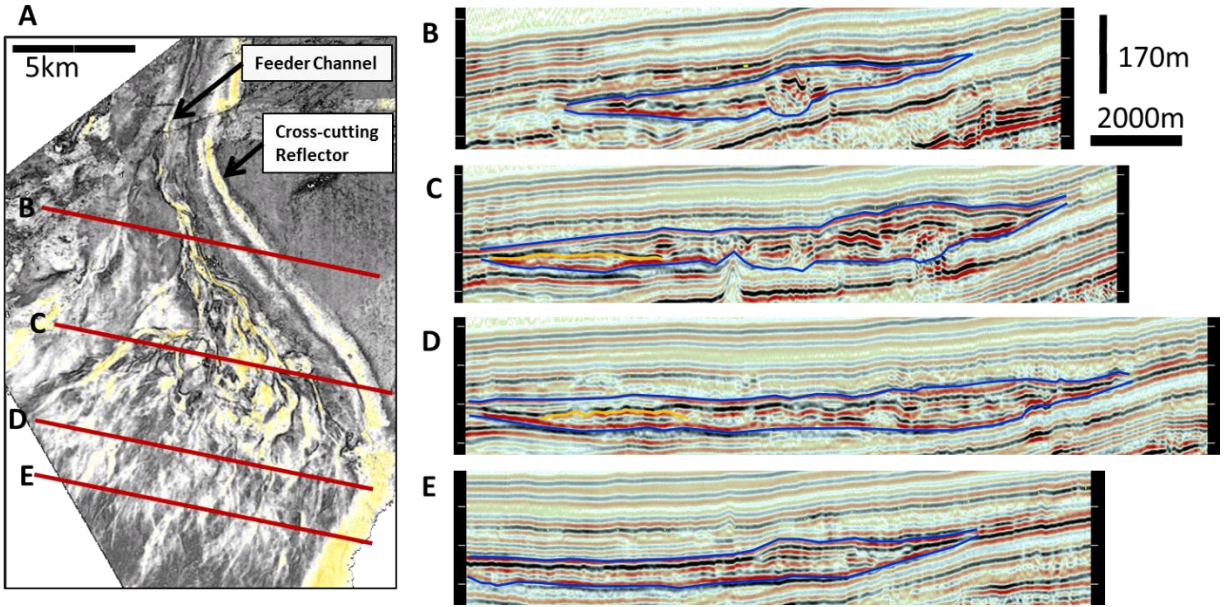 A
5km
Feeder Channel
Cross-cutting
Reflector
B
C
D
E
B
170m
2000m
C
D
E